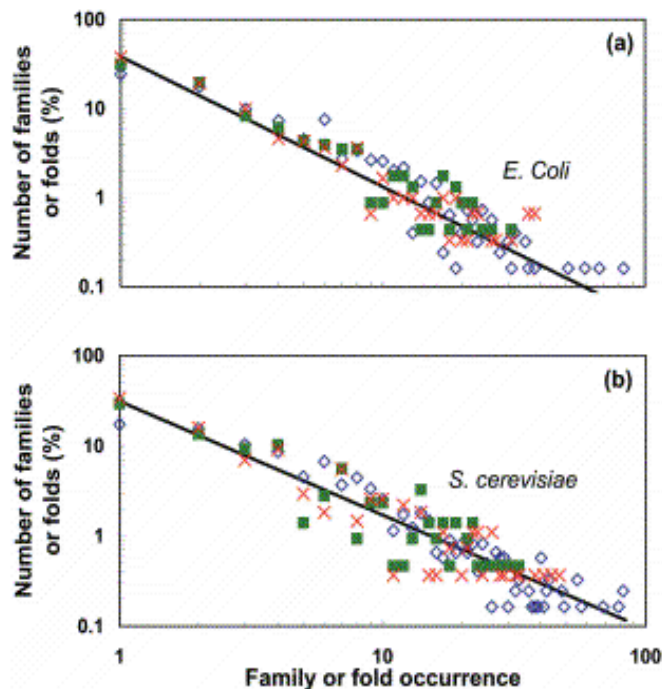 100
10
1
0.1
Number of families
or folds (%)
(a)
E. Coli
100
10
1
0.1
Number of families
or folds (%)
(b)
S. cerevisiae
1
10
100
Family or fold occurrence